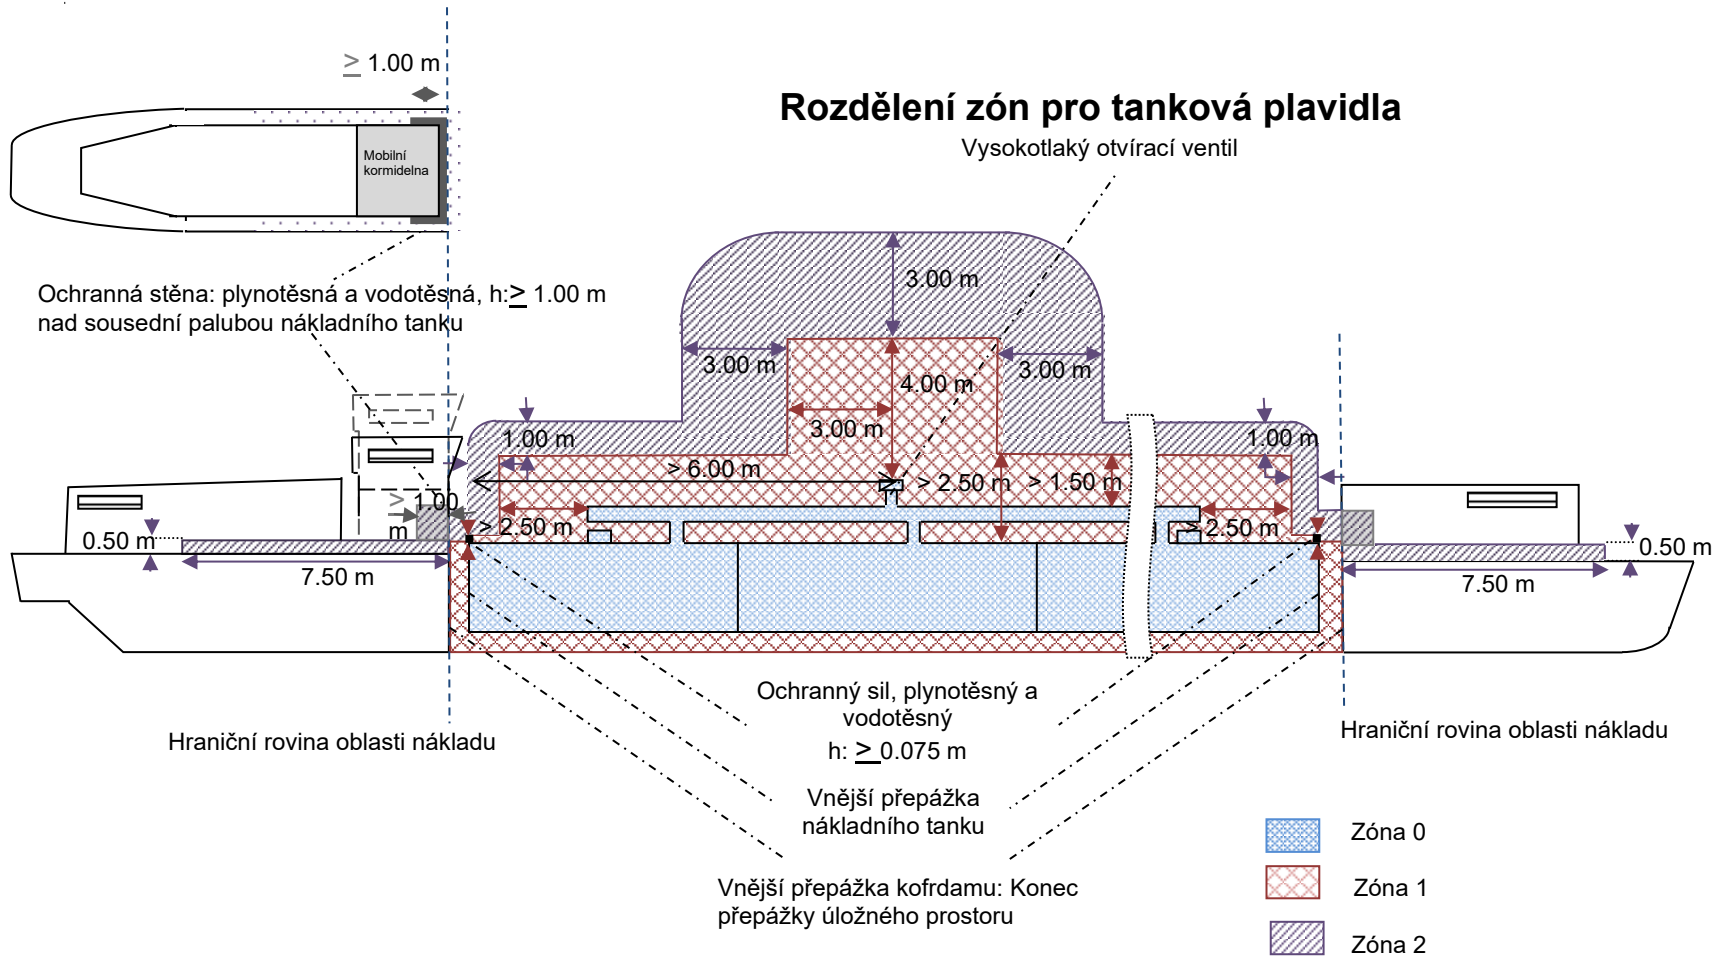 ≥ 1.00 m
Rozdělení zón pro tanková plavidla
Vysokotlaký otvírací ventil
Mobilní
kormidelna
Ochranná stěna: plynotěsná a vodotěsná, h:≥ 1.00 m
nad sousední palubou nákladního tanku
3.00 m
3.00 m
3.00 m
4.00 m
3.00 m
1.00 m
1.00 m
> 6.00 m
> 2.50 m
> 1.50 m
≥ 1.00
m
> 2.50 m
> 2.50 m
0.50 m
7.50 m
0.50 m
7.50 m
Ochranný sil, plynotěsný a
vodotěsný
h: ≥ 0.075 m
Hraniční rovina oblasti nákladu
Hraniční rovina oblasti nákladu
Vnější přepážka
nákladního tanku
Vnější přepážka kofrdamu: Konec
přepážky úložného prostoru
Zóna 0
Zóna 1
Zóna 2